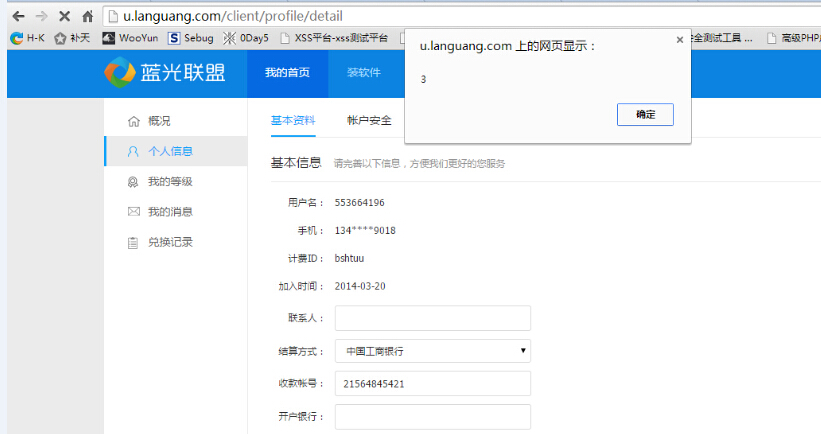 u.languang.com/client/profile/detail
H-K 补天 WooYun Sebug 0Day5 XSS平台-xss测试平台 安全测试工具 ... 高级PHP
u.languang.com 上的网页显示：
3
确定
蓝光联盟 我的首页 装软件
概况
个人信息
我的等级
我的消息
兑换记录
基本资料 帐户安全
基本信息 请完善以下信息，方便我们更好的您服务
用户名： 553664196
手机： 134****9018
计费ID： bshtuu
加入时间： 2014-03-20
联系人：
结算方式： 中国工商银行
收款帐号： 21564845421
开户银行：